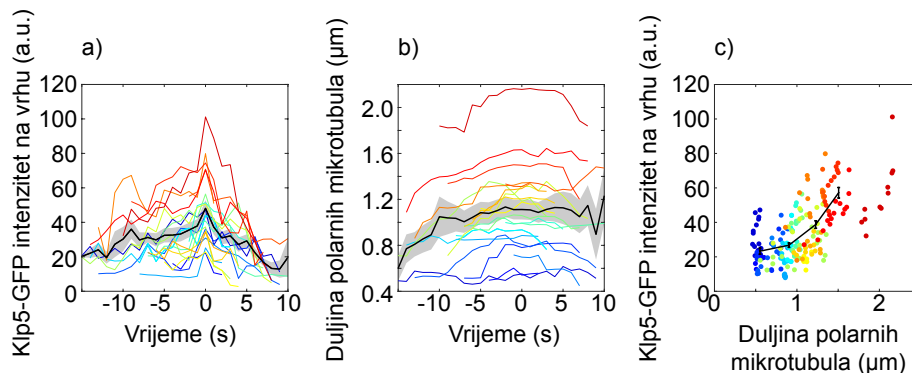 a)
Klp5-GFP intenzitet na vrhu (a.u.)
120
100
80
60
40
20
0
-10 -5 0 5 10
Vrijeme (s)
b)
Duljina polarnih mikrotubula (µm)
2.0
1.6
1.2
0.8
0.4
-10 -5 0 5 10
Vrijeme (s)
c)
Klp5-GFP intenzitet na vrhu (a.u.)
120
100
80
60
40
20
0
0 1 2
Duljina polarnih
mikrotubula (µm)